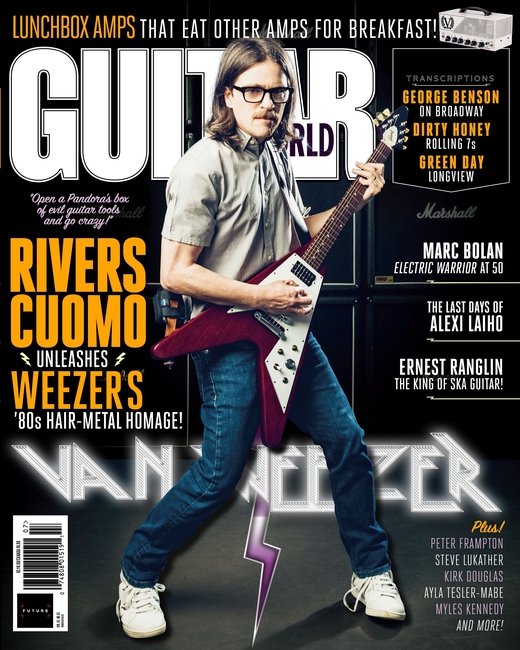 LUNCHBOX AMPS THAT EAT OTHER AMPS FOR BREAKFAST!
GUITAR
WORLD
TRANSCRIPTIONS
GEORGE BENSON
ON BROADWAY
DIRTY HONEY
ROLLING 7s
GREEN DAY
LONGVIEW
"Open a Pandora's box
of evil guitar tools
and go crazy!"
Marshall
RIVERS
CUOMO
UNLEASHES
WEEZER'S
'80s HAIR-METAL HOMAGE!
MARC BOLAN
ELECTRIC WARRIOR AT 50
THE LAST DAYS OF
ALEXI LAIHO
ERNEST RANGLIN
THE KING OF SKA GUITAR!
VAN WEEZER
Plus!
PETER FRAMPTON
STEVE LUKATHER
KIRK DOUGLAS
AYLA TESLER-MABE
MYLES KENNEDY
AND MORE!
07>
0 74808 01519
FUTURE